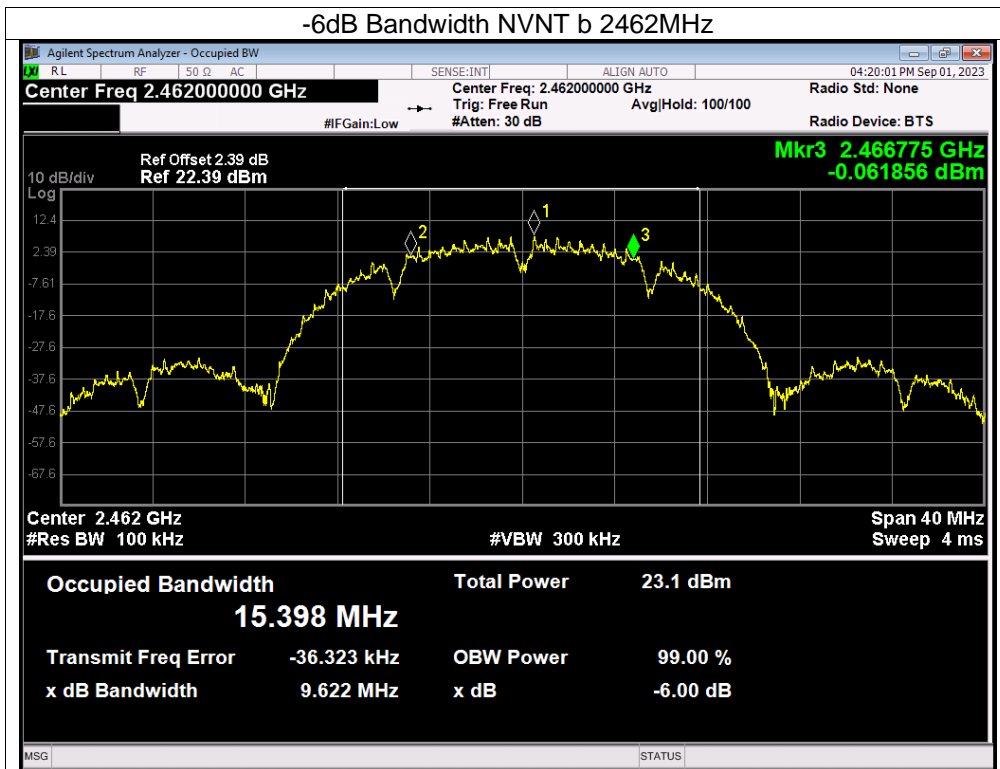 -6dB Bandwidth NVNT b 2462MHz
Agilent Spectrum Analyzer - Occupied BW
LXI RL RF 50 Ω AC SENSE:INT ALIGN AUTO 04:20:01 PM Sep 01, 2023
Center Freq 2.462000000 GHz Center Freq: 2.462000000 GHz Radio Std: None
Trig: Free Run Avg|Hold: 100/100
#IFGain:Low #Atten: 30 dB Radio Device: BTS
Mkr3 2.466775 GHz
-0.061856 dBm
Ref Offset 2.39 dB
10 dB/div Ref 22.39 dBm
Log
12.4
2.39
-7.61
-17.6
-27.6
-37.6
-47.6
-57.6
-67.6
1
2
3
Center 2.462 GHz Span 40 MHz
#Res BW 100 kHz #VBW 300 kHz Sweep 4 ms
Occupied Bandwidth Total Power 23.1 dBm
15.398 MHz
Transmit Freq Error -36.323 kHz OBW Power 99.00 %
x dB Bandwidth 9.622 MHz x dB -6.00 dB
MSG STATUS